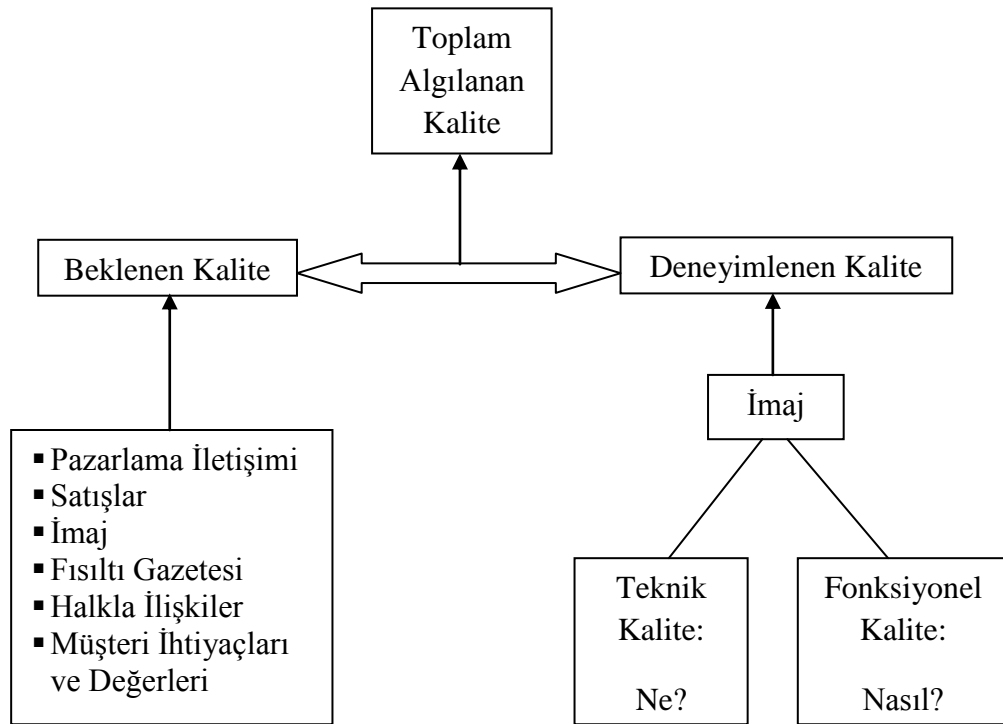 Toplam
Algılanan
Kalite
Beklenen Kalite
Deneyimlenen Kalite
İmaj
▪ Pazarlama İletişimi
▪ Satışlar
▪ İmaj
▪ Fısıltı Gazetesi
▪ Halkla İlişkiler
▪ Müşteri İhtiyaçları
ve Değerleri
Teknik
Kalite:
Ne?
Fonksiyonel
Kalite:
Nasıl?